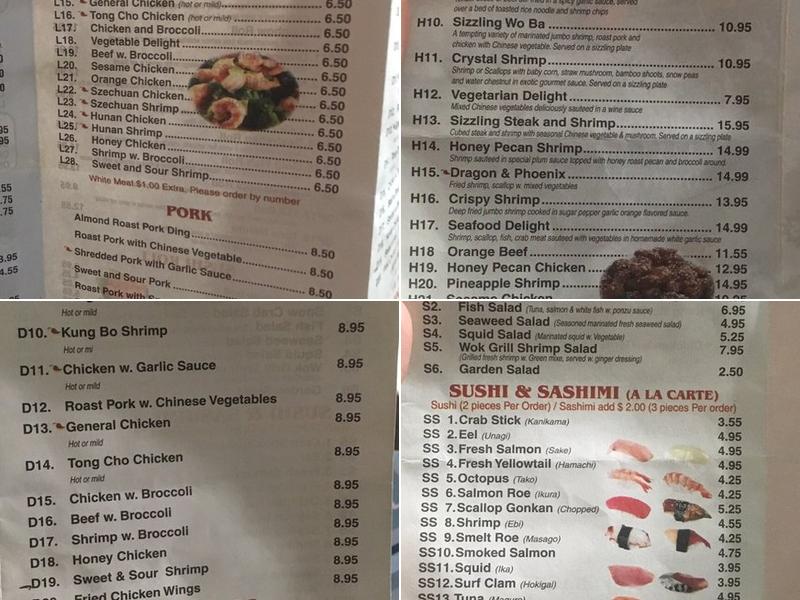 L15. General Chicken (hot or mild) 6.50
L16. Tong Cho Chicken (hot or mild) 6.50
L17. Chicken and Broccoli 6.50
L18. Vegetable Delight 6.50
L19. Beef w. Broccoli 6.50
L20. Sesame Chicken 6.50
L21. Orange Chicken 6.50
L22. Szechuan Chicken 6.50
L23. Szechuan Shrimp 6.50
L24. Hunan Chicken 6.50
L25. Hunan Shrimp 6.50
L26. Honey Chicken 6.50
L27. Shrimp w. Broccoli 6.50
L28. Sweet and Sour Shrimp 6.50
White Meat $1.00 Extra, Please order by number
PORK
Almond Roast Pork Ding 8.50
Roast Pork with Chinese Vegetable 8.50
Shredded Pork with Garlic Sauce 8.50
Sweet and Sour Pork 8.50
Roast Pork with
over a bed of toasted rice noodle and shrimp chips
H10. Sizzling Wo Ba 10.95
A tempting variety of marinated jumbo shrimp, roast pork and
chicken with Chinese vegetable. Served on a sizzling plate
H11. Crystal Shrimp 10.95
Shrimp or Scallops with baby corn, straw mushroom, bamboo shoots, snow peas
and water chestnut in exotic gourmet sauce. Served on a sizzling plate
H12. Vegetarian Delight 7.95
Mixed Chinese vegetables deliciously sauteed in a wine sauce
H13. Sizzling Steak and Shrimp 15.95
Cubed steak and shrimp with seasonal Chinese vegetable & mushroom. Served on a sizzling plate
H14. Honey Pecan Shrimp 14.99
Shrimp sauteed in special plum sauce topped with honey roast pecan and broccoli around.
H15. Dragon & Phoenix 14.99
Fried shrimp, scallop w. mixed vegetables
H16. Crispy Shrimp 13.95
Deep fried jumbo shrimp cooked in sugar pepper garlic orange flavored sauce.
H17. Seafood Delight 14.99
Shrimp, scallop, fish, crab meat sauteed with vegetables in homemade white garlic sauce
H18 Orange Beef 11.55
H19. Honey Pecan Chicken 12.95
H20. Pineapple Shrimp 14.95
Hot or mild
D10. Kung Bo Shrimp 8.95
Hot or mi
D11. Chicken w. Garlic Sauce 8.95
Hot or mild
D12. Roast Pork w. Chinese Vegetables 8.95
D13. General Chicken 8.95
Hot or mild
D14. Tong Cho Chicken 8.95
Hot or mild
D15. Chicken w. Broccoli 8.95
D16. Beef w. Broccoli 8.95
D17. Shrimp w. Broccoli 8.95
D18. Honey Chicken 8.95
D19. Sweet & Sour Shrimp 8.95
Fried Chicken Wings
S2. Fish Salad (Tuna, salmon & white fish w. ponzu sauce) 6.95
S3. Seaweed Salad (Seasoned marinated fresh seaweed salad) 4.95
S4. Squid Salad (Marinated squid w. Vegetable) 5.25
S5. Wok Grill Shrimp Salad 7.95
(Grilled fresh shrimp w. Green mixe, served w. ginger dressing)
S6. Garden Salad 2.50
SUSHI & SASHIMI (A LA CARTE)
Sushi (2 pieces Per Order) / Sashimi add $ 2.00 (3 pieces Per order)
SS 1. Crab Stick (Kanikama) 3.55
SS 2. Eel (Unagi) 4.95
SS 3. Fresh Salmon (Sake) 4.95
SS 4. Fresh Yellowtail (Hamachi) 4.95
SS 5. Octopus (Tako) 4.25
SS 6. Salmon Roe (Ikura) 4.25
SS 7. Scallop Gonkan (Chopped) 5.25
SS 8. Shrimp (Ebi) 4.55
SS 9. Smelt Roe (Masago) 4.25
SS10. Smoked Salmon 4.75
SS11. Squid (Ika) 3.95
SS12. Surf Clam (Hokigai) 3.95
SS13. Tuna (Maguro)